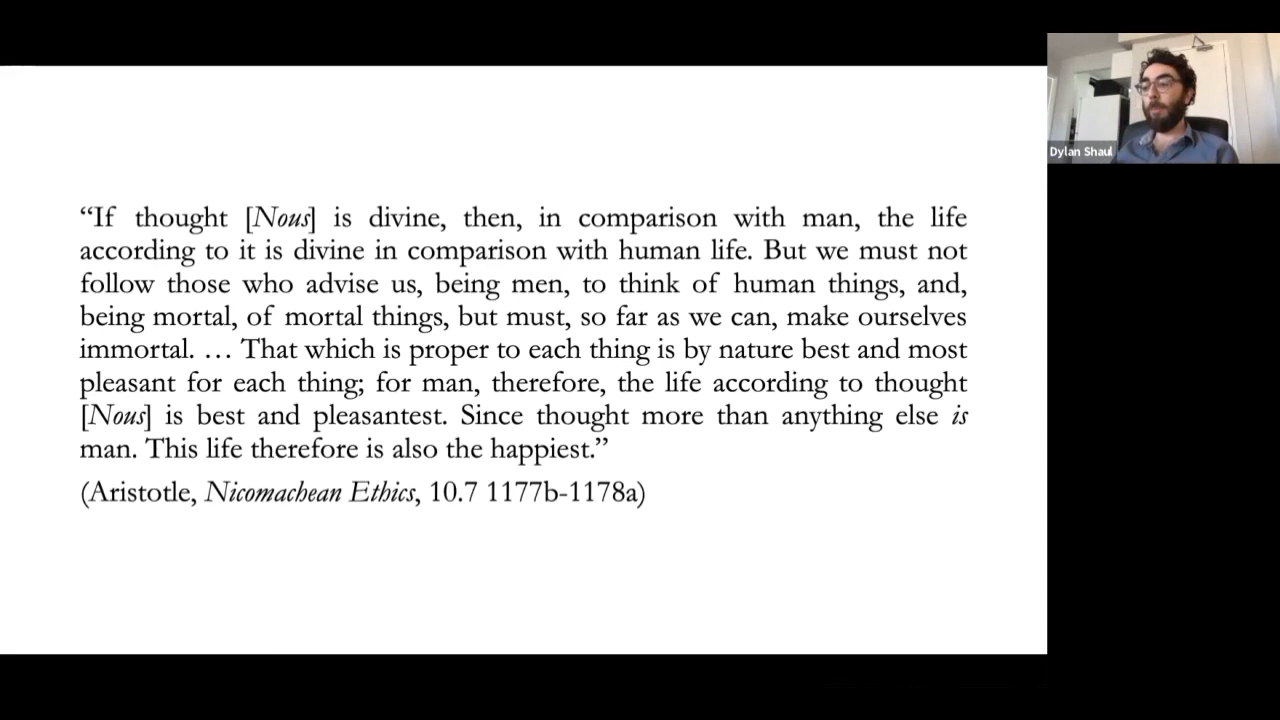 “If thought [Nous] is divine, then, in comparison with man, the life
according to it is divine in comparison with human life. But we must not
follow those who advise us, being men, to think of human things, and,
being mortal, of mortal things, but must, so far as we can, make ourselves
immortal. … That which is proper to each thing is by nature best and most
pleasant for each thing; for man, therefore, the life according to thought
[Nous] is best and pleasantest. Since thought more than anything else is
man. This life therefore is also the happiest.”
(Aristotle, Nicomachean Ethics, 10.7 1177b-1178a)
Dylan Shaul